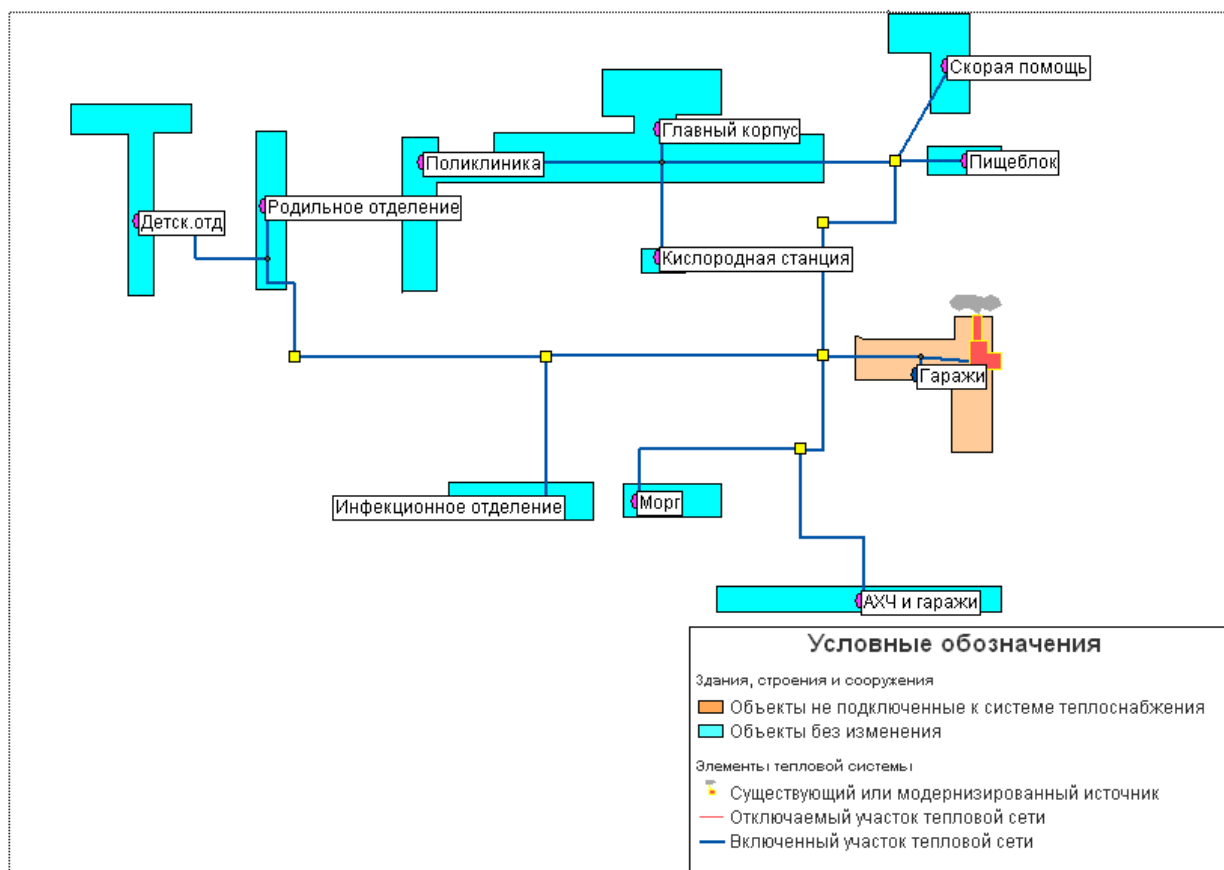 Скорая помощь
Главный корпус
Поликлиника
Пищеблок
Родильное отделение
Детск.отд
Кислородная станция
Гаражи
Инфекционное отделение
Морг
АХЧ и гаражи
Условные обозначения
Здания, строения и сооружения
Объекты не подключенные к системе теплоснабжения
Объекты без изменения
Элементы тепловой системы
Существующий или модернизированный источник
Отключаемый участок тепловой сети
Включенный участок тепловой сети